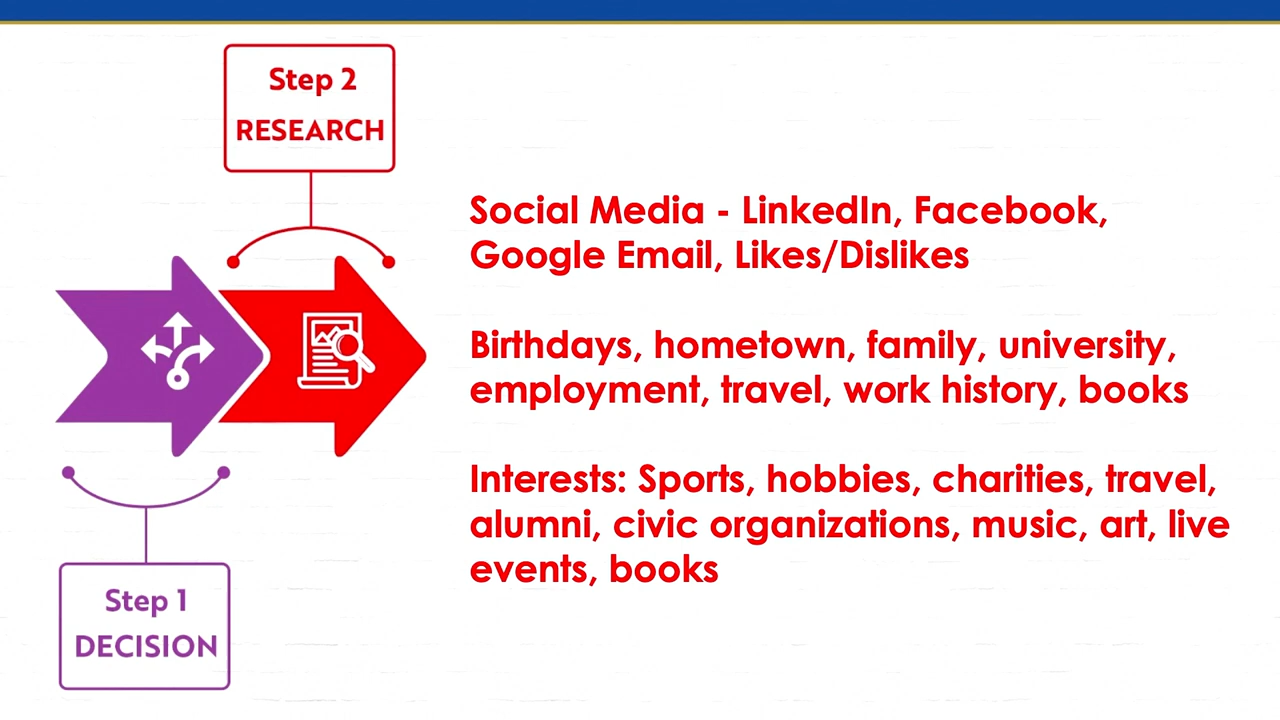 Step 2
RESEARCH
Social Media - LinkedIn, Facebook,
Google Email, Likes/Dislikes
Birthdays, hometown, family, university,
employment, travel, work history, books
Interests: Sports, hobbies, charities, travel,
alumni, civic organizations, music, art, live
events, books
Step 1
DECISION